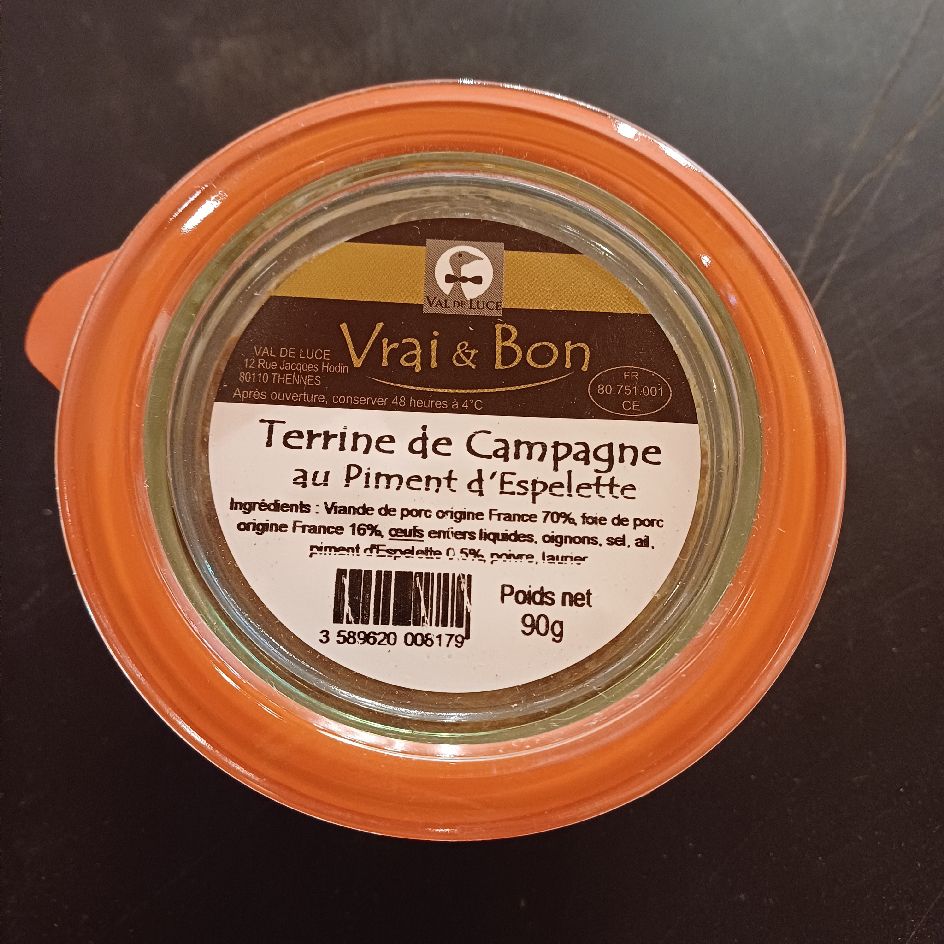 VAL DE LUCE
Vrai & Bon
VAL DE LUCE
12 Rue Jacques Hodin
80110 THENNES
Après ouverture, conserver 48 heures à 4°C
FR
80.751.001
CE
Terrine de Campagne
au Piment d'Espelette
Ingrédients : Viande de porc origine France 70%, foie de porc
origine France 16%, œufs entiers liquides, oignons, sel, ail,
piment d'Espelette 0,5%, poivre, laurier
3 589620 008179
Poids net
90g